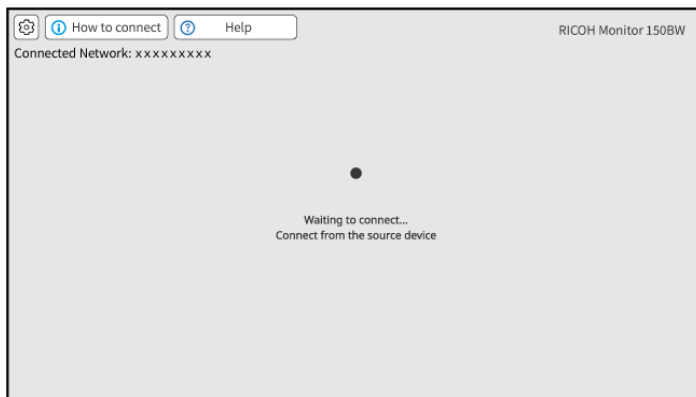 How to connect Help RICOH Monitor 150BW
Connected Network: xxxxxxxxx
Waiting to connect...
Connect from the source device